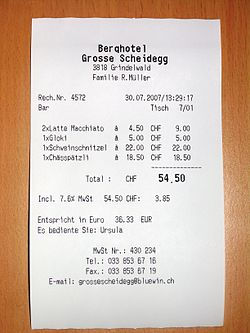 Berghotel
Grosse Scheidegg
3818 Grindelwald
Familie R.Müller
Rech.Nr. 4572 30.07.2007/13:29:17
Bar Tisch 7/01
2xLatte Macchiato à 4.50 CHF 9.00
1xGloki à 5.00 CHF 5.00
1xSchweinschnitzel à 22.00 CHF 22.00
1xChässpätzli à 18.50 CHF 18.50
Total: CHF 54.50
Incl. 7.6% MwSt 54.50 CHF: 3.85
Entspricht in Euro 36.33 EUR
Es bediente Sie: Ursula
MwSt Nr.: 430 234
Tel.: 033 853 67 16
Fax.: 033 853 67 19
E-mail: grossescheidegg@bluewin.ch